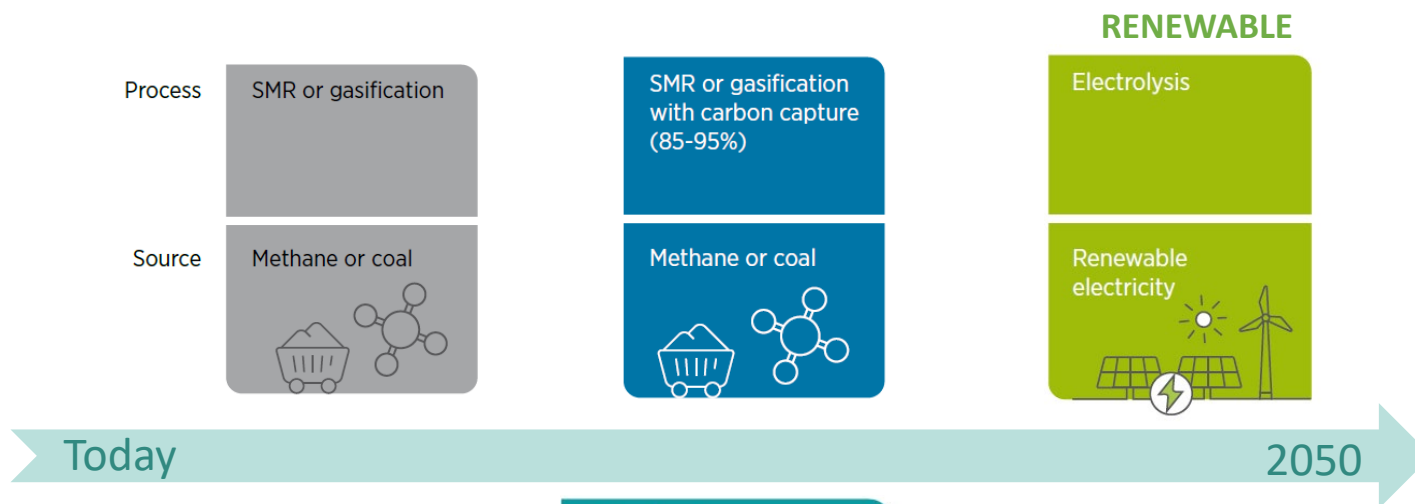 RENEWABLE
Process
SMR or gasification
SMR or gasification
with carbon capture
(85-95%)
Electrolysis
Source
Methane or coal
Methane or coal
Renewable
electricity
Today
2050